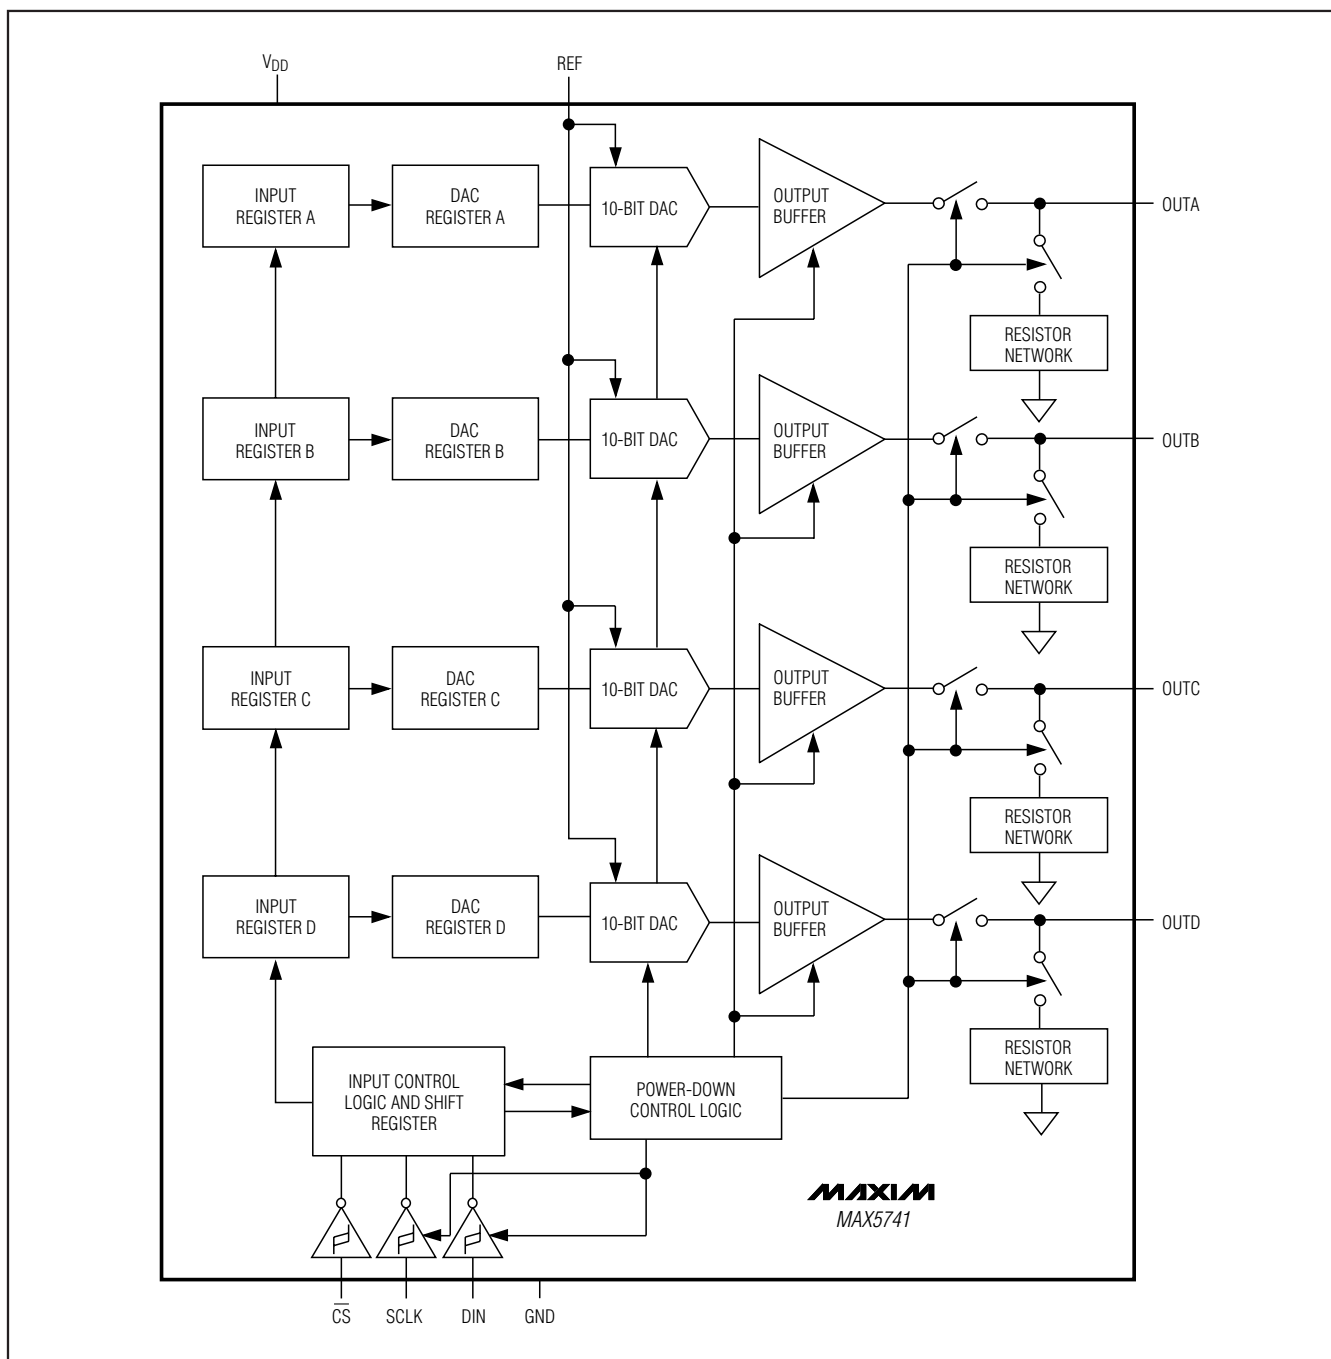 VDD
REF
INPUT
REGISTER A
DAC
REGISTER A
10-BIT DAC
OUTPUT
BUFFER
OUTA
RESISTOR
NETWORK
INPUT
REGISTER B
DAC
REGISTER B
10-BIT DAC
OUTPUT
BUFFER
OUTB
RESISTOR
NETWORK
INPUT
REGISTER C
DAC
REGISTER C
10-BIT DAC
OUTPUT
BUFFER
OUTC
RESISTOR
NETWORK
INPUT
REGISTER D
DAC
REGISTER D
10-BIT DAC
OUTPUT
BUFFER
OUTD
RESISTOR
NETWORK
INPUT CONTROL
LOGIC AND SHIFT
REGISTER
POWER-DOWN
CONTROL LOGIC
MAXIM
MAX5741
C̅S̅
SCLK
DIN
GND